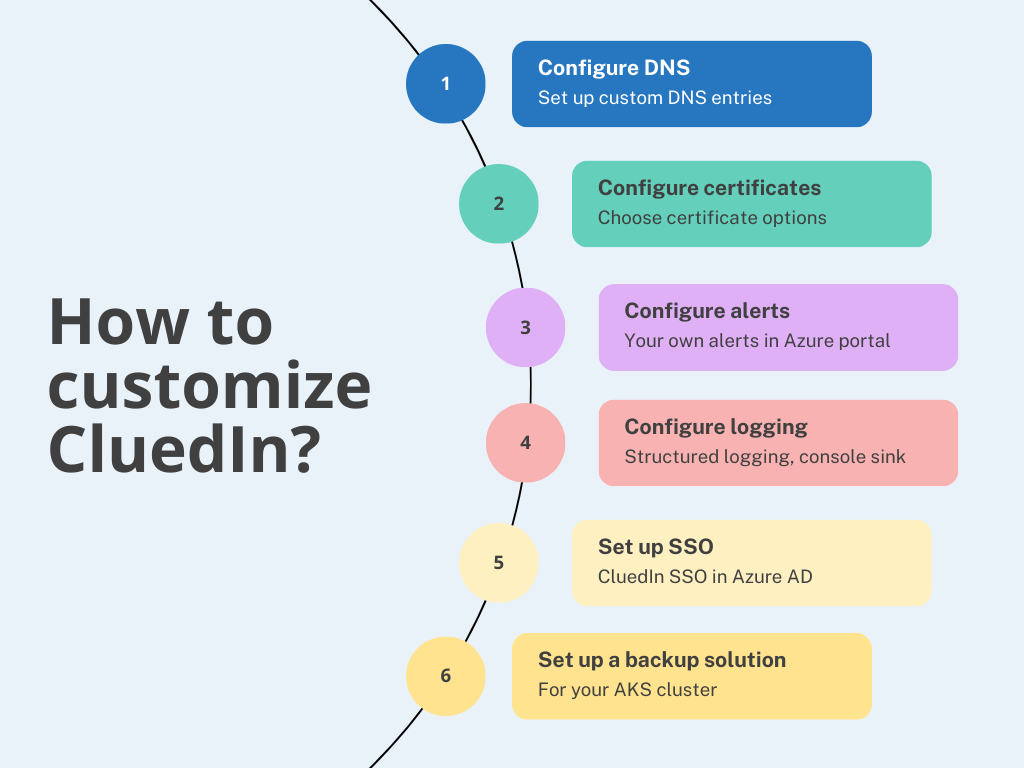 How to
customize
CluedIn?
1
Configure DNS
Set up custom DNS entries
2
Configure certificates
Choose certificate options
3
Configure alerts
Your own alerts in Azure portal
4
Configure logging
Structured logging, console sink
5
Set up SSO
CluedIn SSO in Azure AD
6
Set up a backup solution
For your AKS cluster